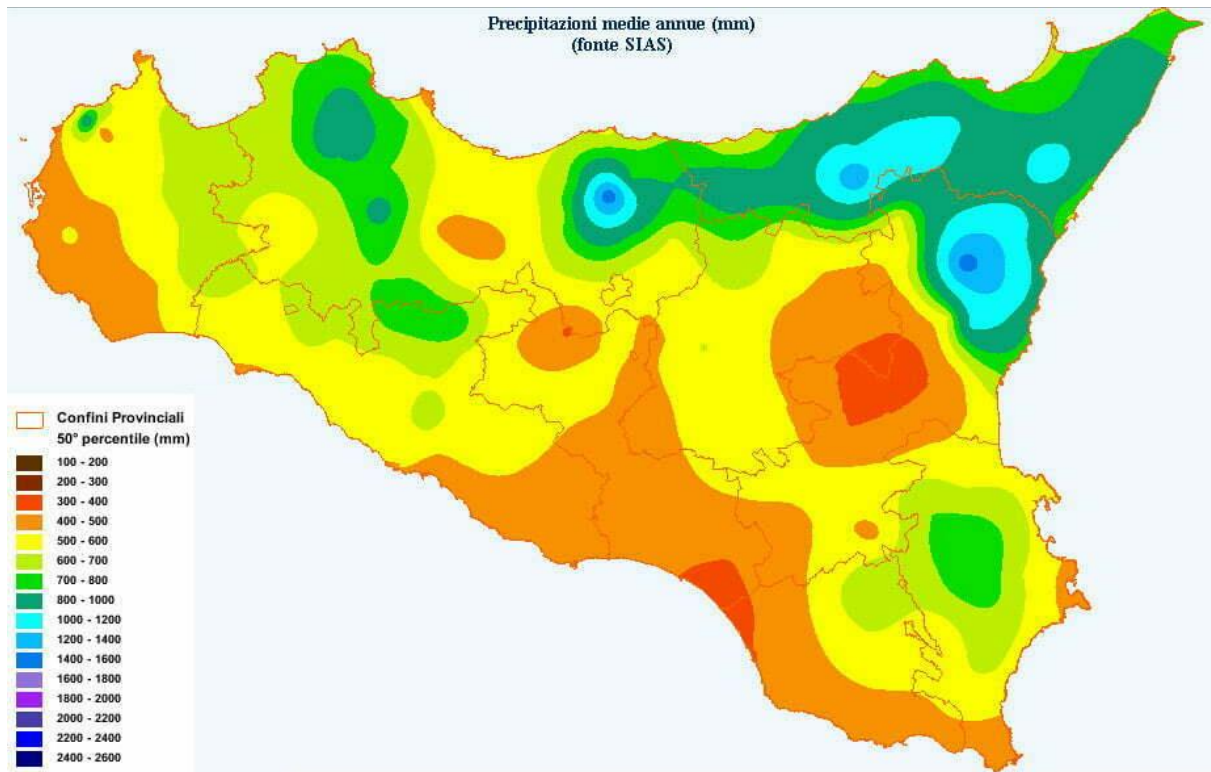 Precipitazioni medie annue (mm)
(fonte SIAS)
Confini Provinciali
50° percentile (mm)
100 - 200
200 - 300
300 - 400
400 - 500
500 - 600
600 - 700
700 - 800
800 - 1000
1000 - 1200
1200 - 1400
1400 - 1600
1600 - 1800
1800 - 2000
2000 - 2200
2200 - 2400
2400 - 2600